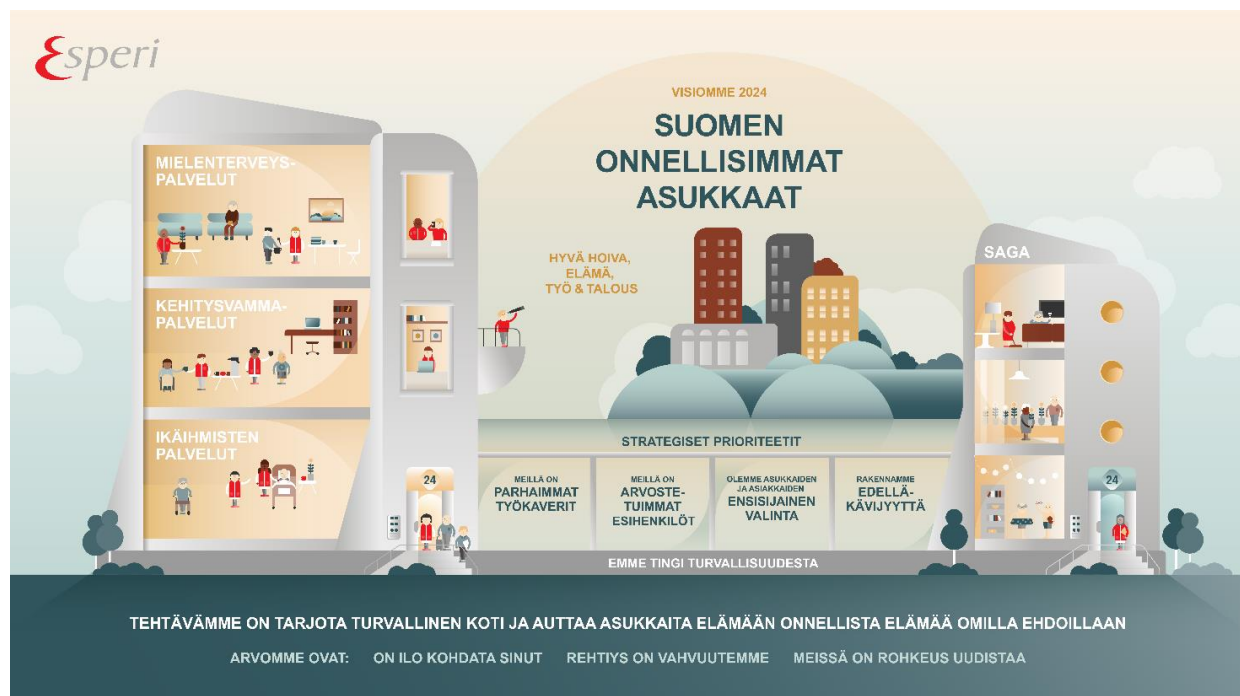 Esperi
VISIOMME 2024
SUOMEN
ONNELLISIMMAT
ASUKKAAT
HYVÄ HOIVA,
ELÄMÄ,
TYÖ & TALOUS
MIELENTERVEYS-
PALVELUT
KEHITYSVAMMA-
PALVELUT
IKÄIHMISTEN
PALVELUT
24
SAGA
24
STRATEGISET PRIORITEETIT
MEILLÄ ON
PARHAIMMAT
TYÖKAVERIT
MEILLÄ ON
ARVOSTE-
TUIMMAT
ESIHENKILÖT
OLEMME ASUKKAIDEN
JA ASIAKKAIDEN
ENSISIJAINEN
VALINTA
RAKENNAMME
EDELLÄ-
KÄVIJYYTTÄ
EMME TINGI TURVALLISUUDESTA
TEHTÄVÄMME ON TARJOTA TURVALLINEN KOTI JA AUTTAA ASUKKAITA ELÄMÄÄN ONNELLISTA ELÄMÄÄ OMILLA EHDOILLAAN
ARVOMME OVAT: ON ILO KOHDATA SINUT REHTIYS ON VAHVUUTEMME MEISSÄ ON ROHKEUS UUDISTAA